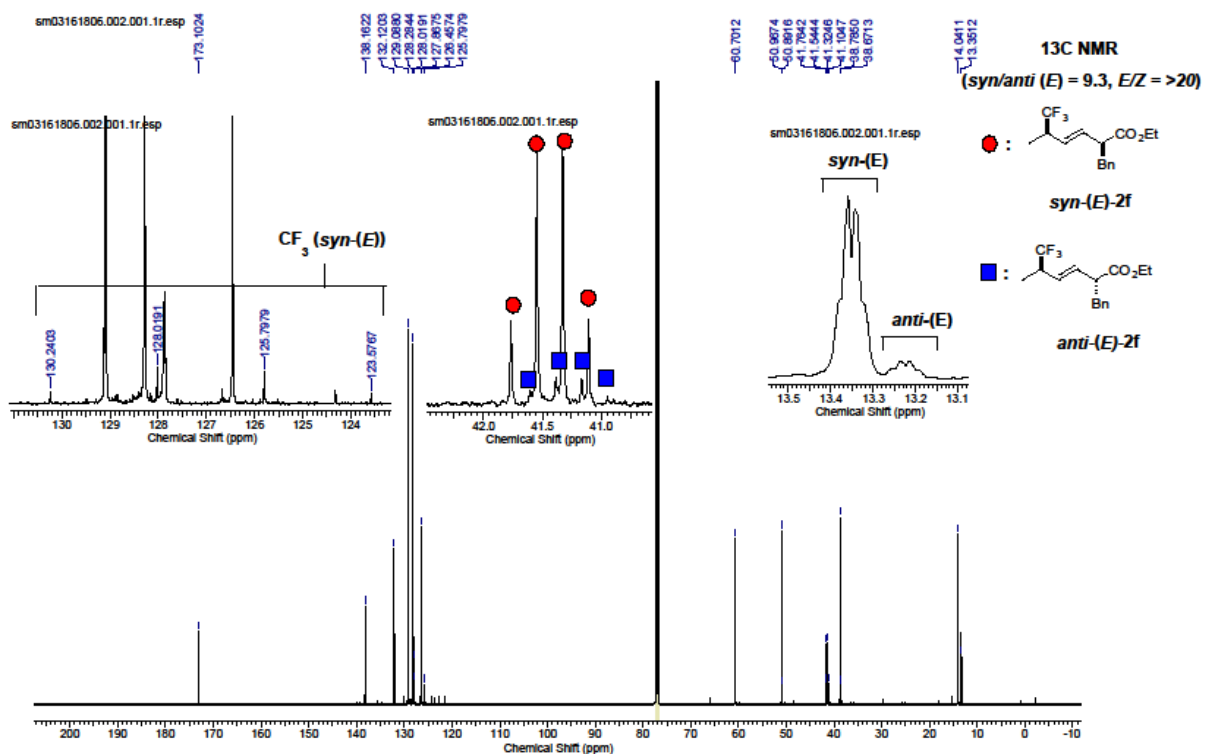 sm03161806.002.001.1r.esp
173.1024
138.1622
132.1203
129.0880
128.2844
128.0191
127.8675
126.4574
125.7979
60.7012
50.9674
50.8916
41.7642
41.5444
41.3246
41.1047
38.7850
38.6713
14.0411
13.3512
13C NMR
(syn/anti (E) = 9.3, E/Z = >20)
sm03161806.002.001.1r.esp
CF3 (syn-(E))
130.2403
128.0191
125.7979
123.5767
130 129 128 127 126 125 124
Chemical Shift (ppm)
sm03161806.002.001.1r.esp
42.0 41.5 41.0
Chemical Shift (ppm)
sm03161806.002.001.1r.esp
syn-(E)
anti-(E)
13.5 13.4 13.3 13.2 13.1
Chemical Shift (ppm)
:
CF3
CO2Et
Bn
syn-(E)-2f
:
CF3
CO2Et
Bn
anti-(E)-2f
200 190 180 170 160 150 140 130 120 110 100 90 80 70 60 50 40 30 20 10 0 -10
Chemical Shift (ppm)